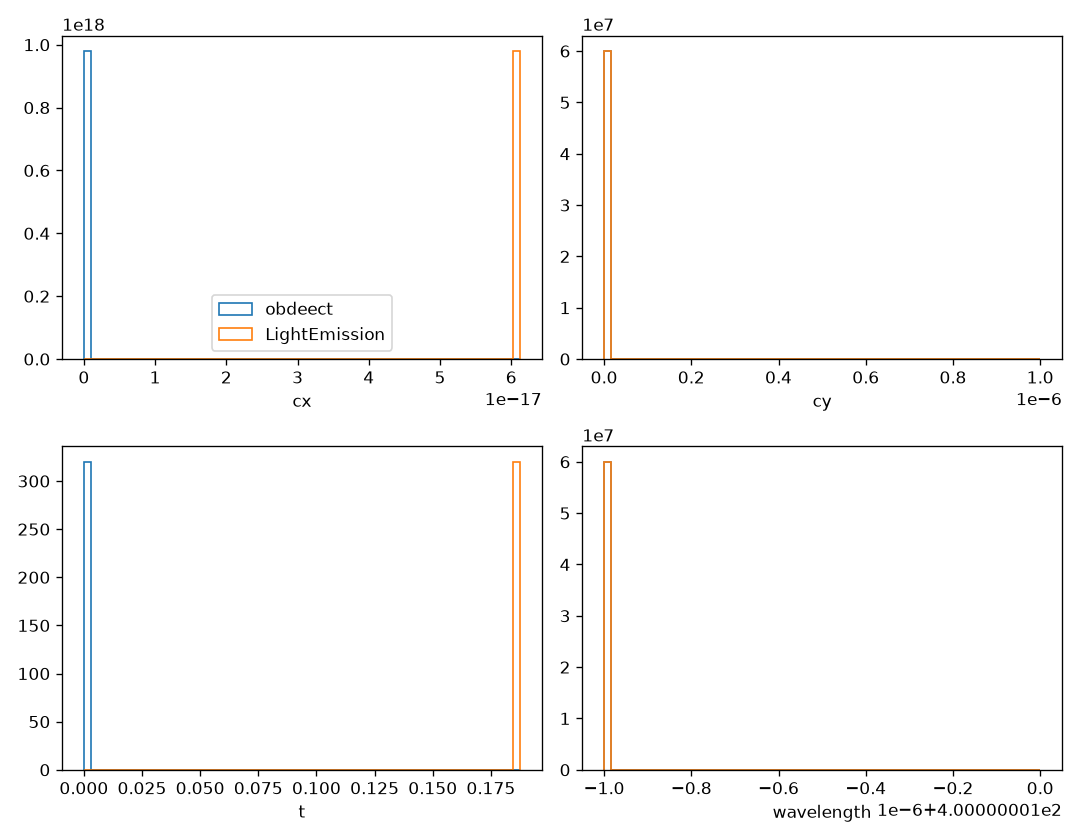 1e18
1.0
0.8
0.6
0.4
0.2
0.0
obdeect
LightEmission
0 1 2 3 4 5 6
cx 1e−17
1e7
6
5
4
3
2
1
0
0.0 0.2 0.4 0.6 0.8 1.0
cy 1e−6
300
250
200
150
100
50
0
0.000 0.025 0.050 0.075 0.100 0.125 0.150 0.175
t
1e7
6
5
4
3
2
1
0
−1.0 −0.8 −0.6 −0.4 −0.2 0.0
wavelength 1e−6+4.00000001e2